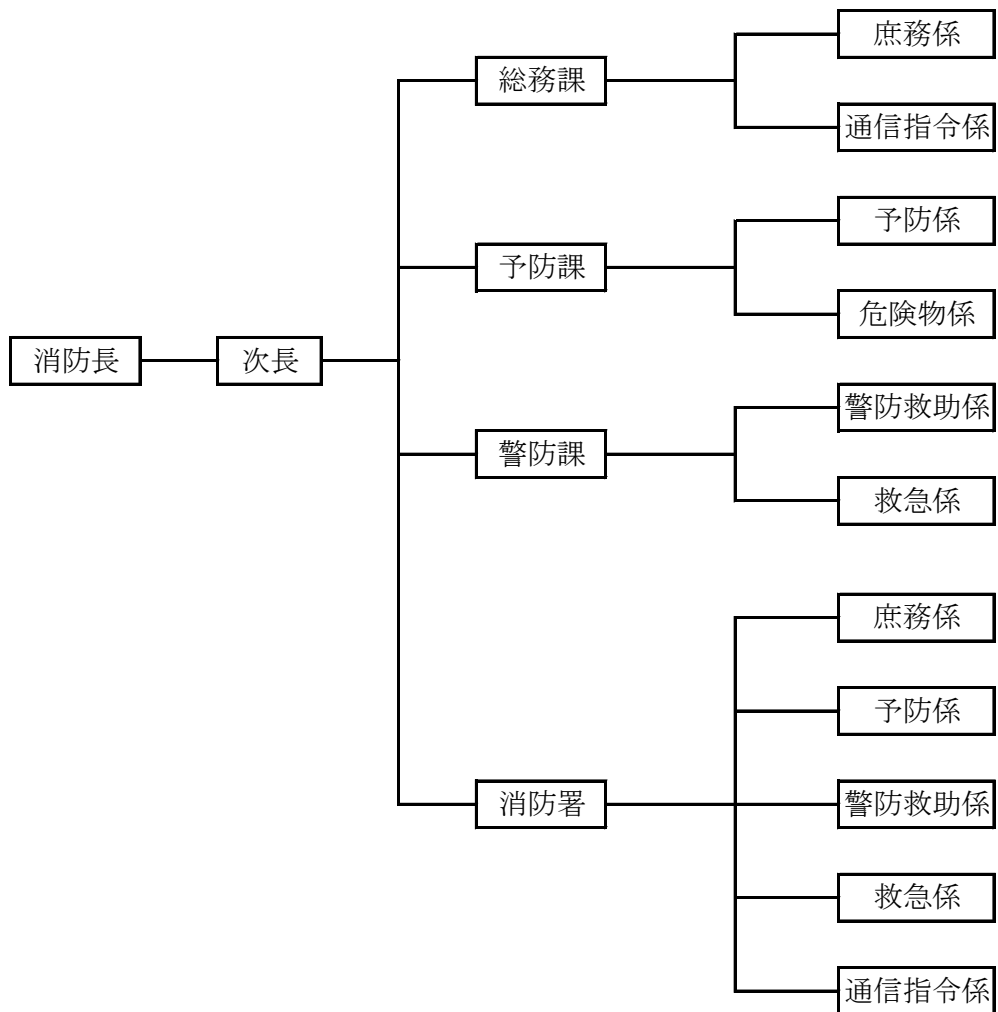 消防長
次長
総務課
庶務係
通信指令係
予防課
予防係
危険物係
警防課
警防救助係
救急係
消防署
庶務係
予防係
警防救助係
救急係
通信指令係